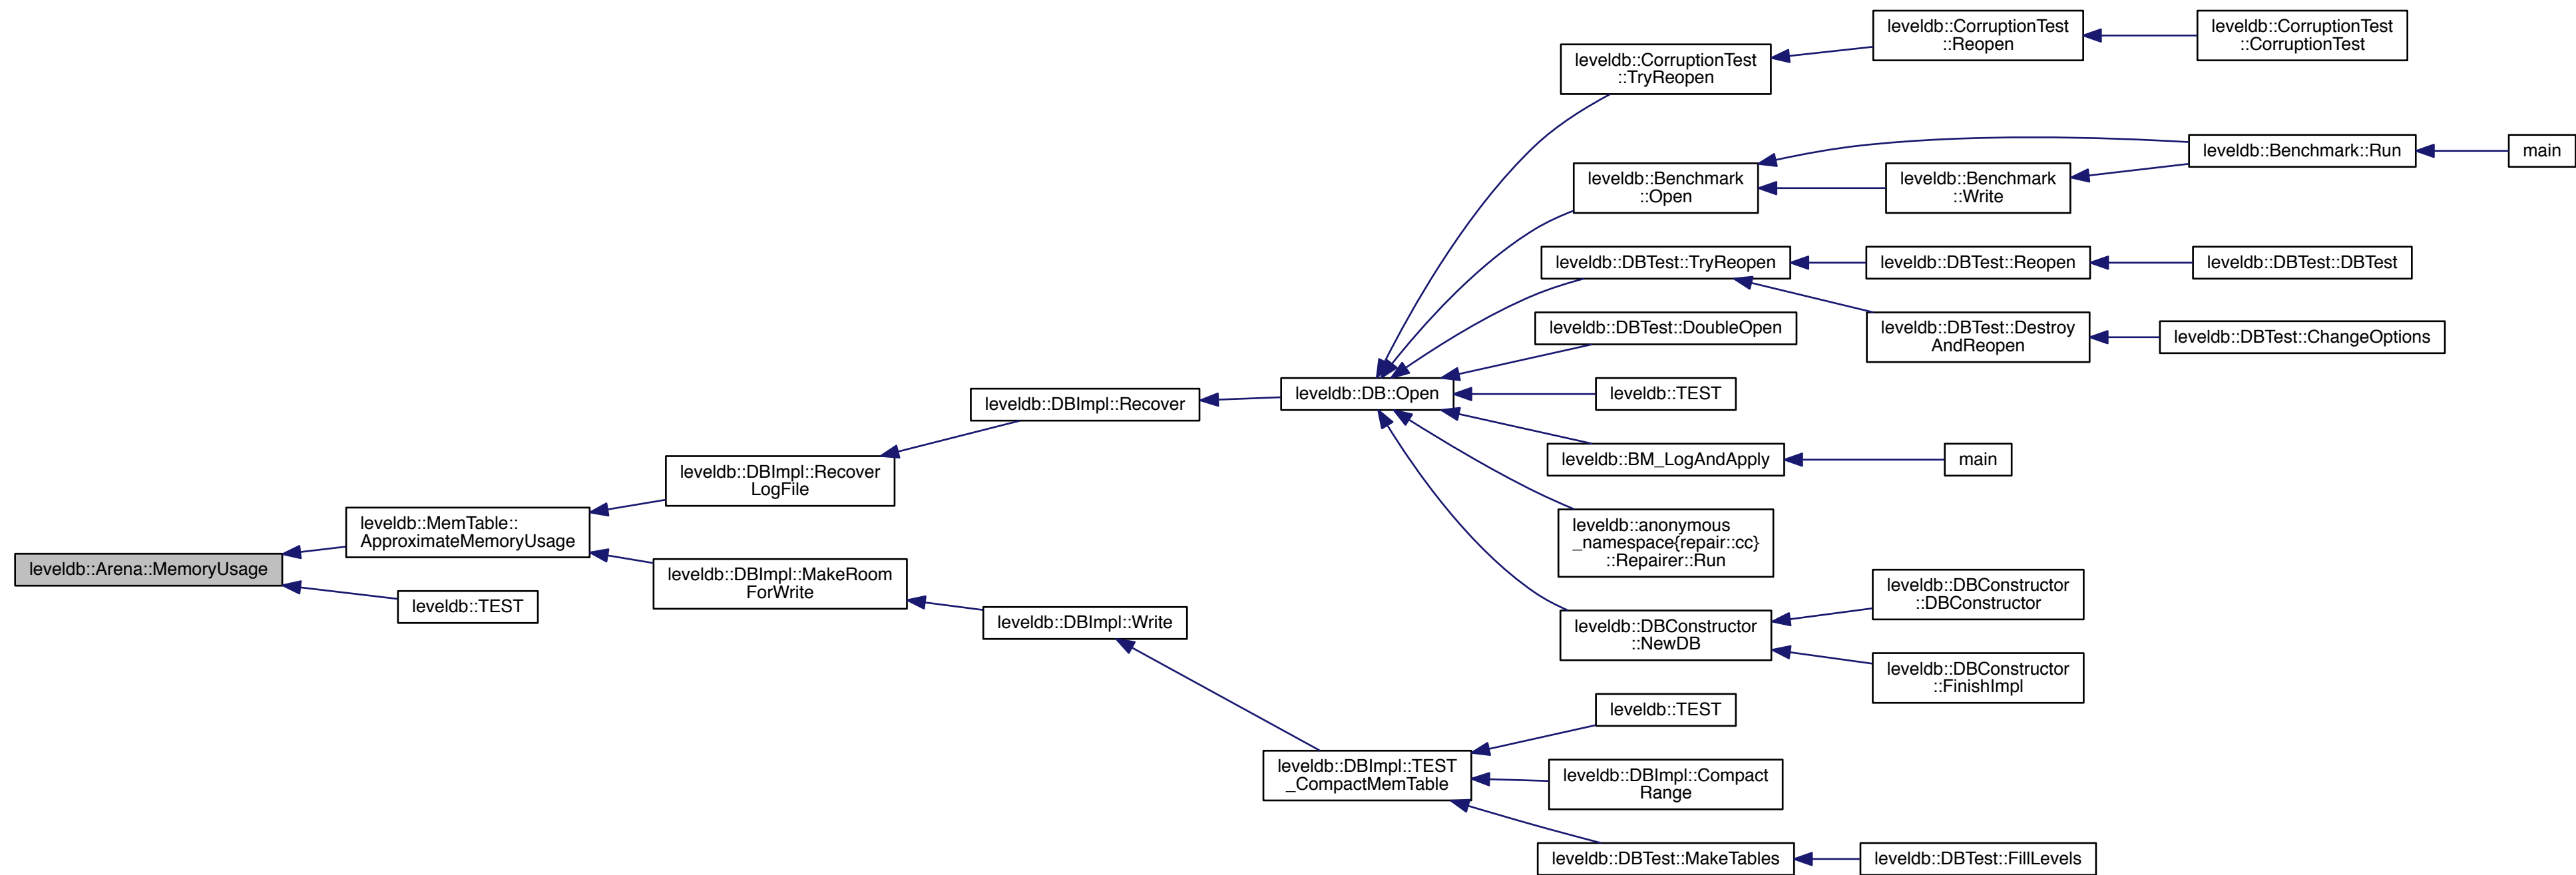 leveldb::CorruptionTest
::TryReopen
leveldb::CorruptionTest
::Reopen
leveldb::CorruptionTest
::CorruptionTest
leveldb::Benchmark
::Open
leveldb::Benchmark
::Write
leveldb::Benchmark::Run
main
leveldb::DBTest::TryReopen
leveldb::DBTest::Reopen
leveldb::DBTest::DBTest
leveldb::DBTest::DoubleOpen
leveldb::DBTest::Destroy
AndReopen
leveldb::DBTest::ChangeOptions
leveldb::DB::Open
leveldb::TEST
leveldb::DBImpl::Recover
leveldb::BM_LogAndApply
main
leveldb::DBImpl::Recover
LogFile
leveldb::MemTable::
ApproximateMemoryUsage
leveldb::anonymous
_namespace{repair::cc}
::Repairer::Run
leveldb::Arena::MemoryUsage
leveldb::DBImpl::MakeRoom
ForWrite
leveldb::TEST
leveldb::DBImpl::Write
leveldb::DBConstructor
::NewDB
leveldb::DBConstructor
::DBConstructor
leveldb::DBConstructor
::FinishImpl
leveldb::TEST
leveldb::DBImpl::TEST
_CompactMemTable
leveldb::DBImpl::Compact
Range
leveldb::DBTest::MakeTables
leveldb::DBTest::FillLevels